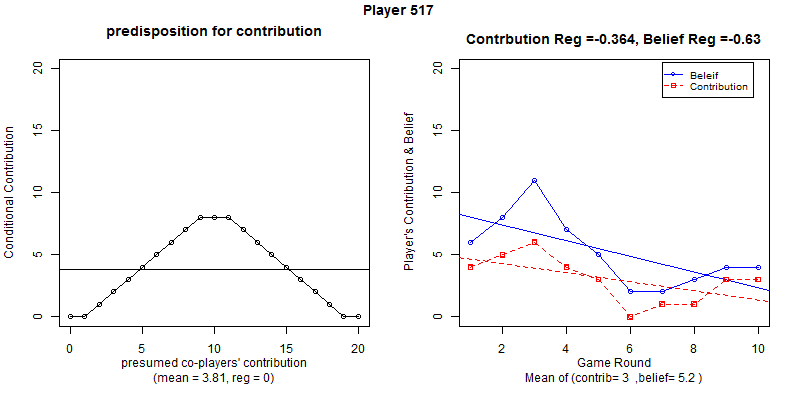 Player 517
predisposition for contribution
Conditional Contribution
0 5 10 15 20
0 5 10 15 20
presumed co-players' contribution
(mean = 3.81, reg = 0)
Contrbution Reg =-0.364, Belief Reg =-0.63
Player's Contribution & Belief
0 5 10 15 20
Beleif
Contribution
2 4 6 8 10
Game Round
Mean of (contrib= 3 ,belief= 5.2 )